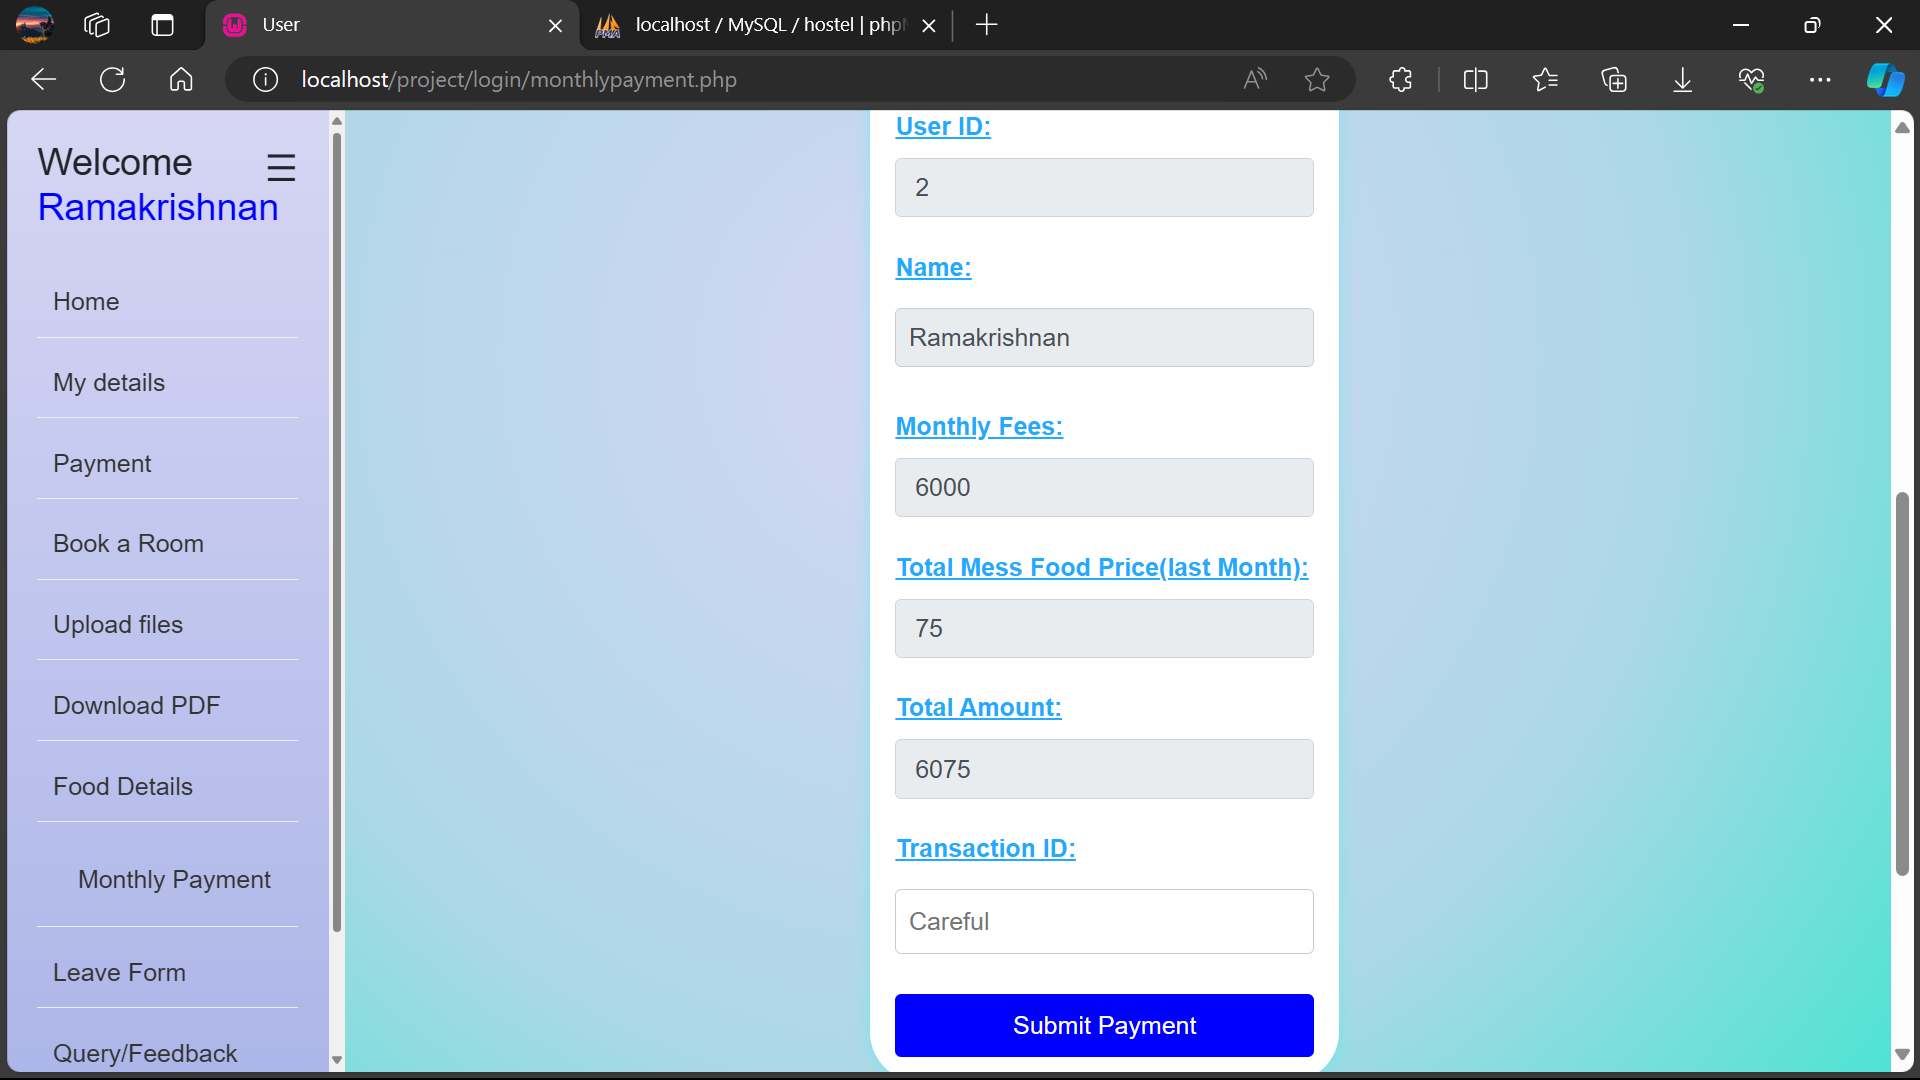 User
localhost / MySQL / hostel | php
localhost/project/login/monthlypayment.php
Welcome
Ramakrishnan
Home
My details
Payment
Book a Room
Upload files
Download PDF
Food Details
Monthly Payment
Leave Form
Query/Feedback
User ID:
2
Name:
Ramakrishnan
Monthly Fees:
6000
Total Mess Food Price(last Month):
75
Total Amount:
6075
Transaction ID:
Careful
Submit Payment